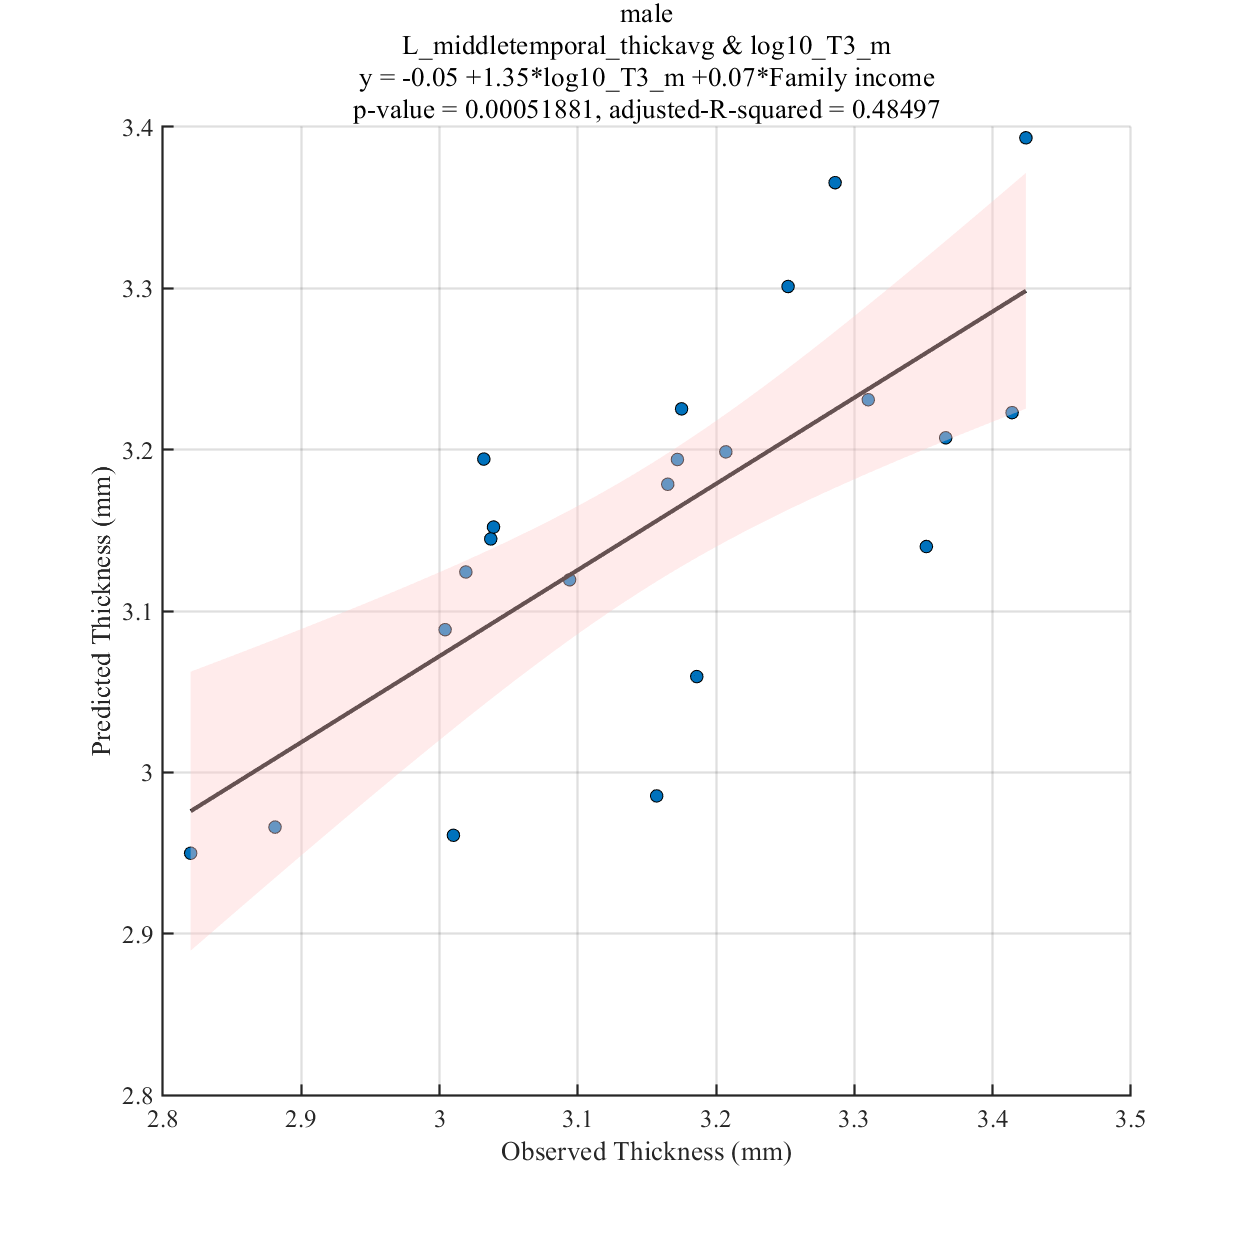 male
L_middletemporal_thickavg & log10_T3_m
y = -0.05 +1.35*log10_T3_m +0.07*Family income
p-value = 0.00051881, adjusted-R-squared = 0.48497
3.4
3.3
3.2
3.1
3
2.9
2.8
Predicted Thickness (mm)
2.8 2.9 3 3.1 3.2 3.3 3.4 3.5
Observed Thickness (mm)